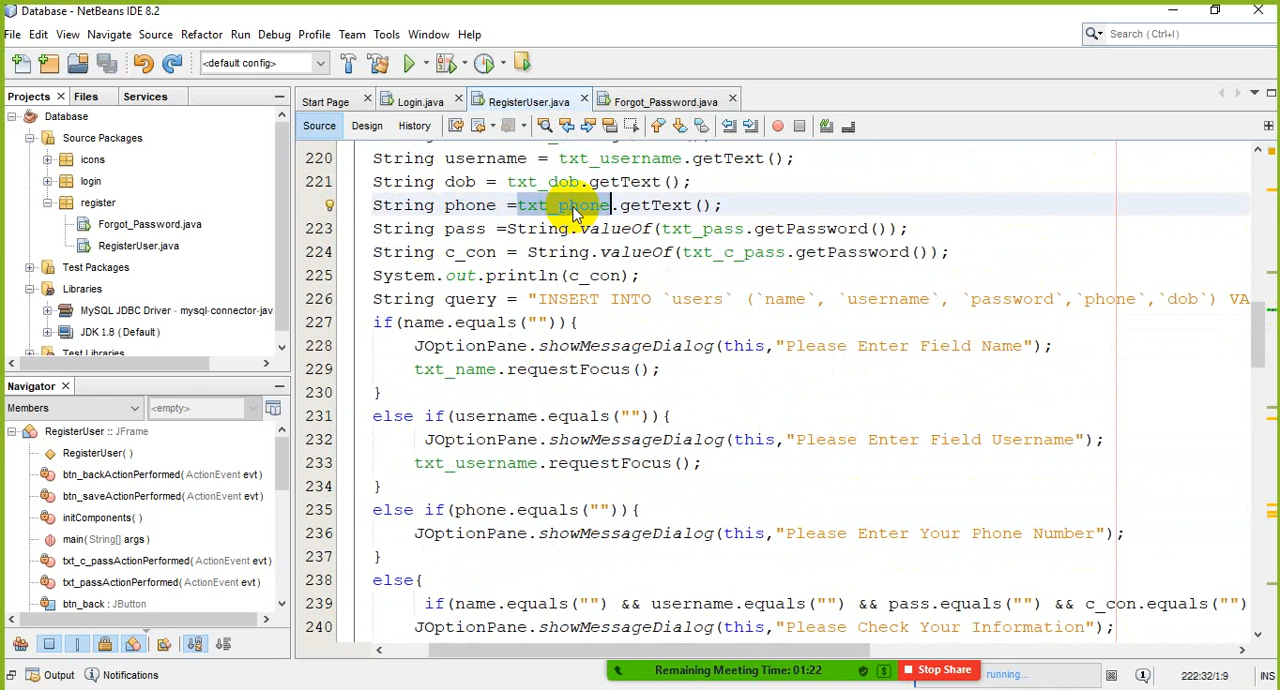 Database - NetBeans IDE 8.2
File Edit View Navigate Source Refactor Run Debug Profile Team Tools Window Help
Search (Ctrl+I)
<default config>
Projects Files Services
Start Page Login.java RegisterUser.java Forgot_Password.java
Source Design History
Database
Source Packages
icons
login
register
Forgot_Password.java
RegisterUser.java
Test Packages
Libraries
MySQL JDBC Driver - mysql-connector-jav
JDK 1.8 (Default)
Test Libraries
Navigator
Members <empty>
RegisterUser :: JFrame
RegisterUser()
btn_backActionPerformed(ActionEvent evt)
btn_saveActionPerformed(ActionEvent evt)
initComponents()
main(String[] args)
txt_c_passActionPerformed(ActionEvent evt)
txt_passActionPerformed(ActionEvent evt)
btn_back : JButton
220 String username = txt_username.getText();
221 String dob = txt_dob.getText();
String phone =txt_phone.getText();
223 String pass =String.valueOf(txt_pass.getPassword());
224 String c_con = String.valueOf(txt_c_pass.getPassword());
225 System.out.println(c_con);
226 String query = "INSERT INTO `users` (`name`, `username`, `password`,`phone`,`dob`) VA
227 if(name.equals("")){
228 JOptionPane.showMessageDialog(this,"Please Enter Field Name");
229 txt_name.requestFocus();
230 }
231 else if(username.equals("")){
232 JOptionPane.showMessageDialog(this,"Please Enter Field Username");
233 txt_username.requestFocus();
234 }
235 else if(phone.equals("")){
236 JOptionPane.showMessageDialog(this,"Please Enter Your Phone Number");
237 }
238 else{
239 if(name.equals("") && username.equals("") && pass.equals("") && c_con.equals("")
240 JOptionPane.showMessageDialog(this,"Please Check Your Information");
Remaining Meeting Time: 01:22 $ Stop Share
Output Notifications running... 222:32/1:9 INS